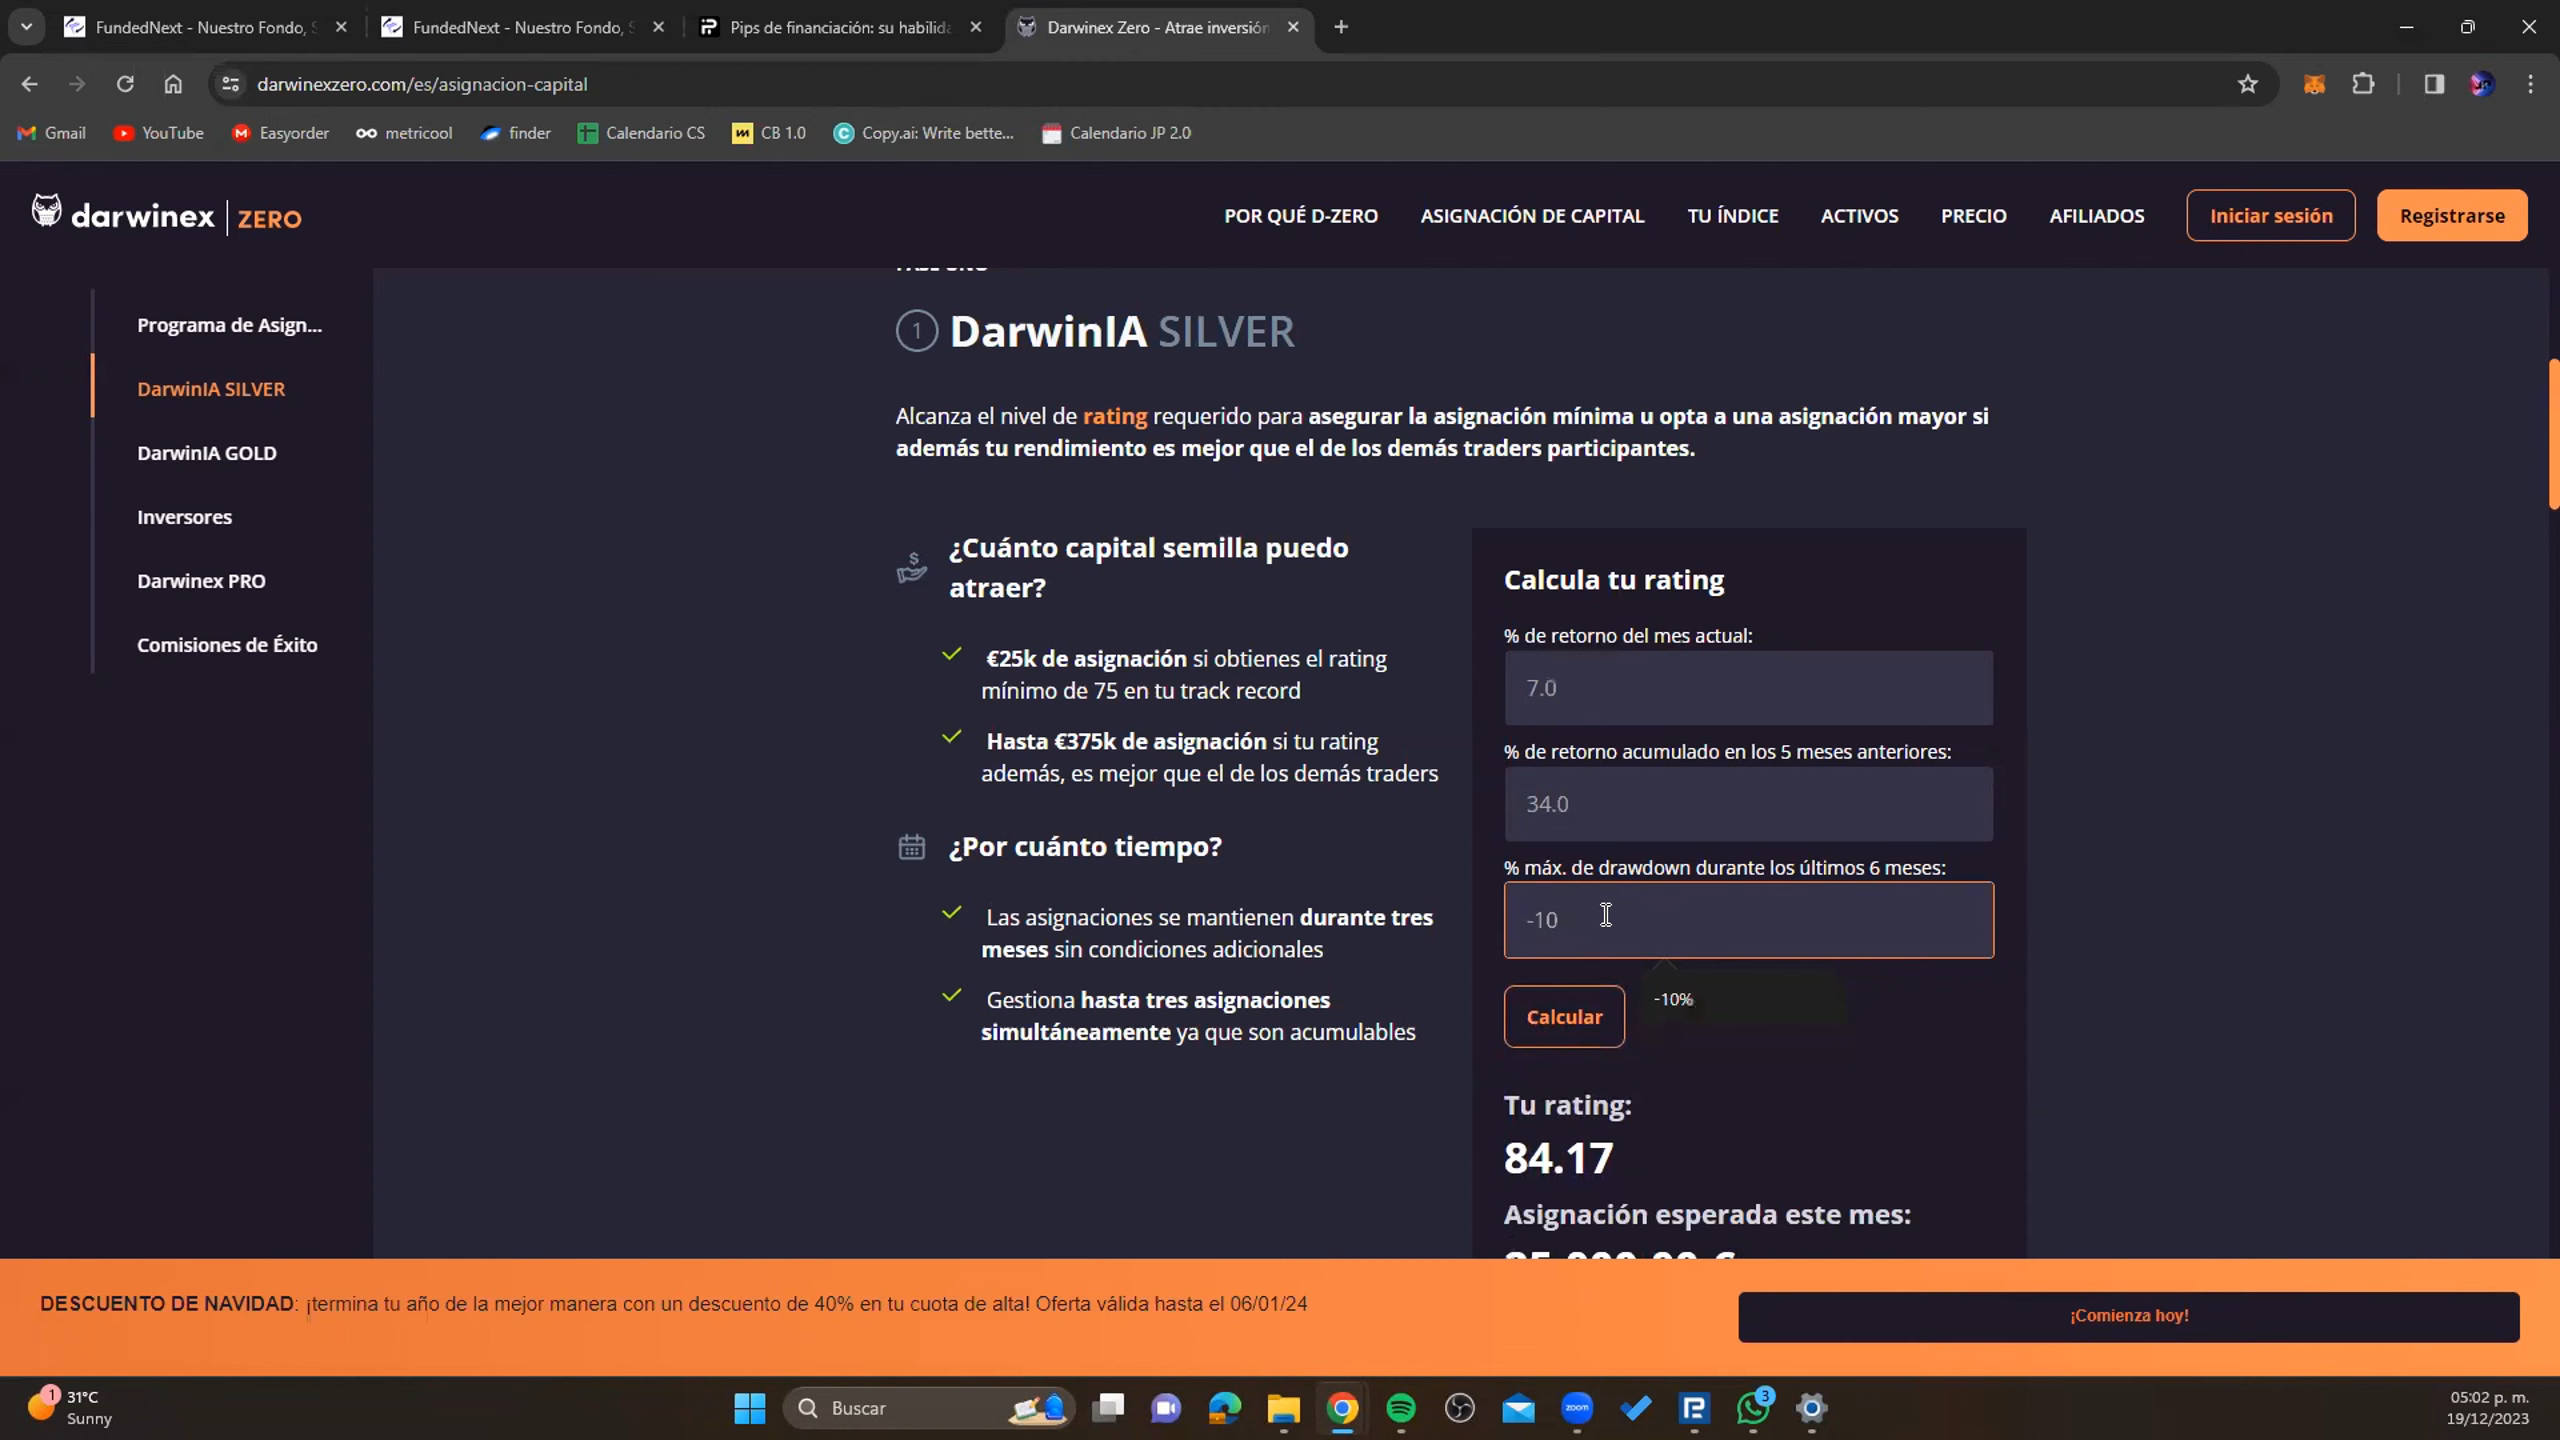 FundedNext - Nuestro Fondo, S
FundedNext - Nuestro Fondo, S
Pips de financiación: su habilida
Darwinex Zero - Atrae inversión
darwinexzero.com/es/asignacion-capital
Gmail
YouTube
Easyorder
metricool
finder
Calendario CS
CB 1.0
Copy.ai: Write bette...
Calendario JP 2.0
darwinex | ZERO
POR QUÉ D-ZERO
ASIGNACIÓN DE CAPITAL
TU ÍNDICE
ACTIVOS
PRECIO
AFILIADOS
Iniciar sesión
Registrarse
Programa de Asign...
DarwinIA SILVER
DarwinIA GOLD
Inversores
Darwinex PRO
Comisiones de Éxito
1 DarwinIA SILVER
Alcanza el nivel de rating requerido para asegurar la asignación mínima u opta a una asignación mayor si
además tu rendimiento es mejor que el de los demás traders participantes.
¿Cuánto capital semilla puedo
atraer?
€25k de asignación si obtienes el rating
mínimo de 75 en tu track record
Hasta €375k de asignación si tu rating
además, es mejor que el de los demás traders
¿Por cuánto tiempo?
Las asignaciones se mantienen durante tres
meses sin condiciones adicionales
Gestiona hasta tres asignaciones
simultáneamente ya que son acumulables
Calcula tu rating
% de retorno del mes actual:
7.0
% de retorno acumulado en los 5 meses anteriores:
34.0
% máx. de drawdown durante los últimos 6 meses:
-10
-10%
Calcular
Tu rating:
84.17
Asignación esperada este mes:
DESCUENTO DE NAVIDAD: ¡termina tu año de la mejor manera con un descuento de 40% en tu cuota de alta! Oferta válida hasta el 06/01/24
¡Comienza hoy!
1
31°C
Sunny
Buscar
zoom
3
05:02 p. m.
19/12/2023